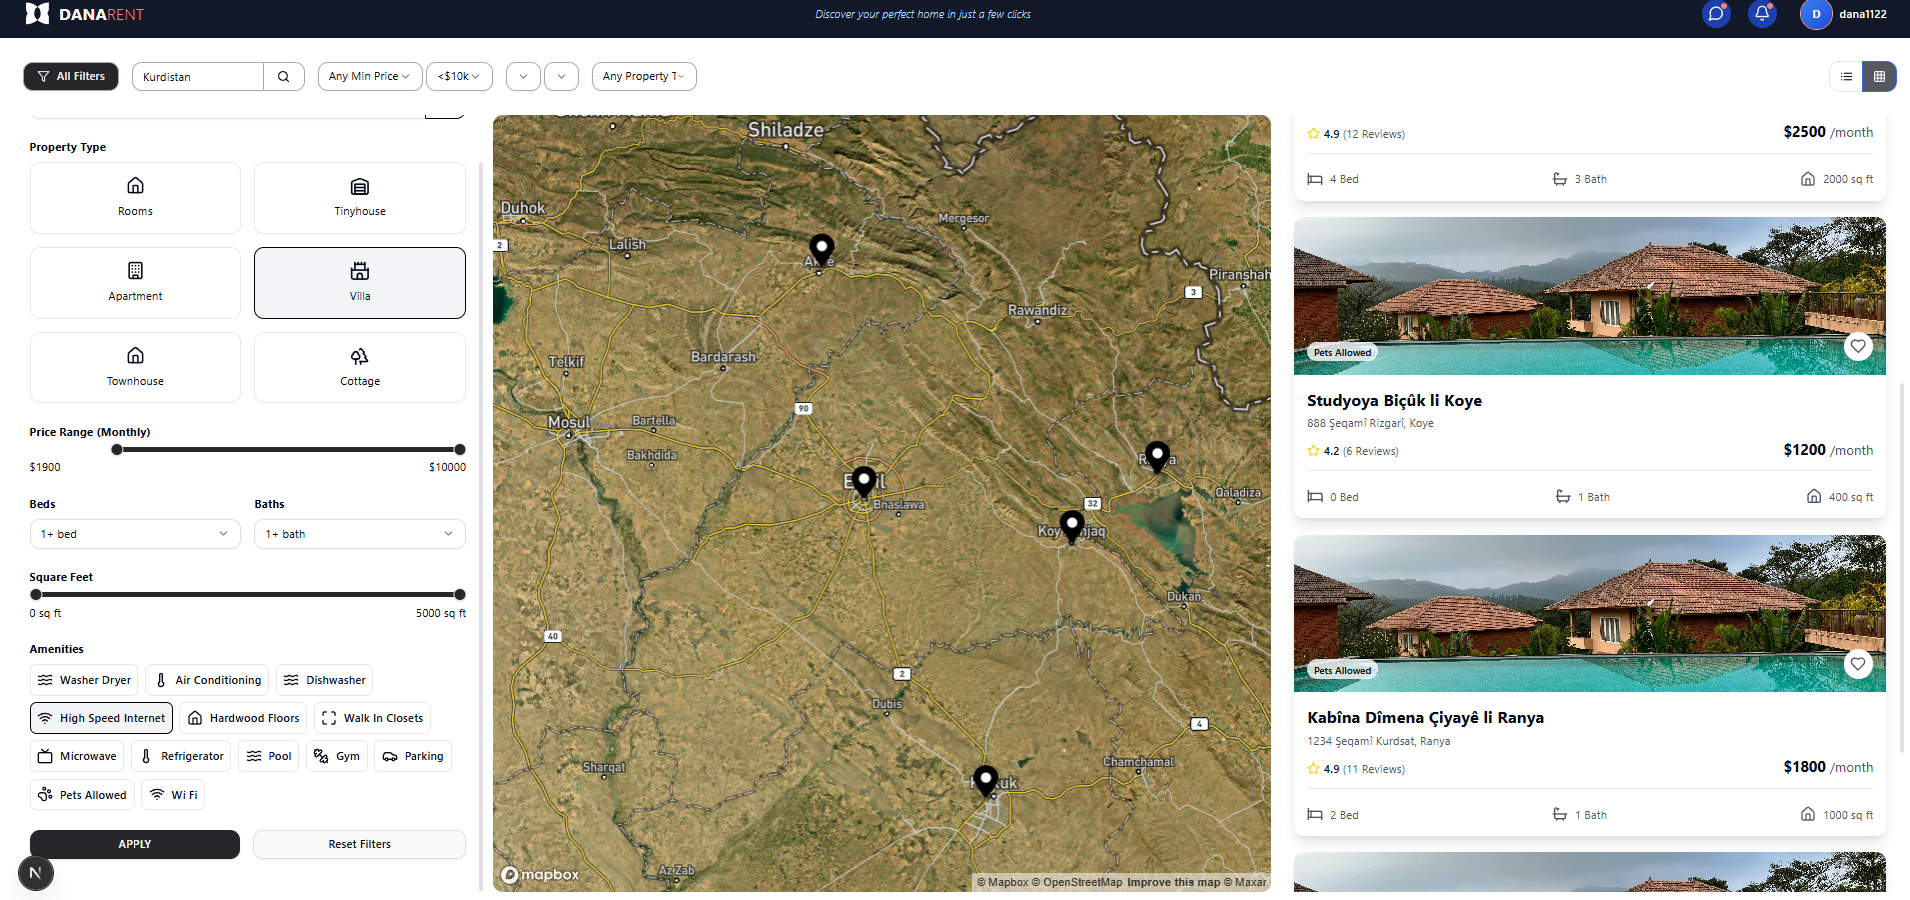 DANARENT
Discover your perfect home in just a few clicks
D
dana1122
All Filters
Kurdistan
Any Min Price
<$10k
Any Property T
Property Type
Rooms
Tinyhouse
Apartment
Villa
Townhouse
Cottage
Price Range (Monthly)
$1900
$10000
Beds
Baths
1+ bed
1+ bath
Square Feet
0 sq ft
5000 sq ft
Amenities
Washer Dryer
Air Conditioning
Dishwasher
High Speed Internet
Hardwood Floors
Walk In Closets
Microwave
Refrigerator
Pool
Gym
Parking
Pets Allowed
Wi Fi
APPLY
Reset Filters
N
Shiladze
Duhok
Mergesor
2
Lalish
Piranshah
3
Rawandiz
Bardarash
Telkif
90
Mosul
Bartella
Bakhdida
Qaladiza
Bnaslawa
32
Dukan
40
2
Dubis
4
Sharqat
Chamchamal
Az Zab
mapbox
© Mapbox © OpenStreetMap Improve this map © Maxar
4.9 (12 Reviews)
$2500 /month
4 Bed
3 Bath
2000 sq ft
Pets Allowed
Studyoya Biçûk li Koye
888 Şeqamî Rizgarî, Koye
4.2 (6 Reviews)
$1200 /month
0 Bed
1 Bath
400 sq ft
Pets Allowed
Kabîna Dîmena Çiyayê li Ranya
1234 Şeqamî Kurdsat, Ranya
4.9 (11 Reviews)
$1800 /month
2 Bed
1 Bath
1000 sq ft